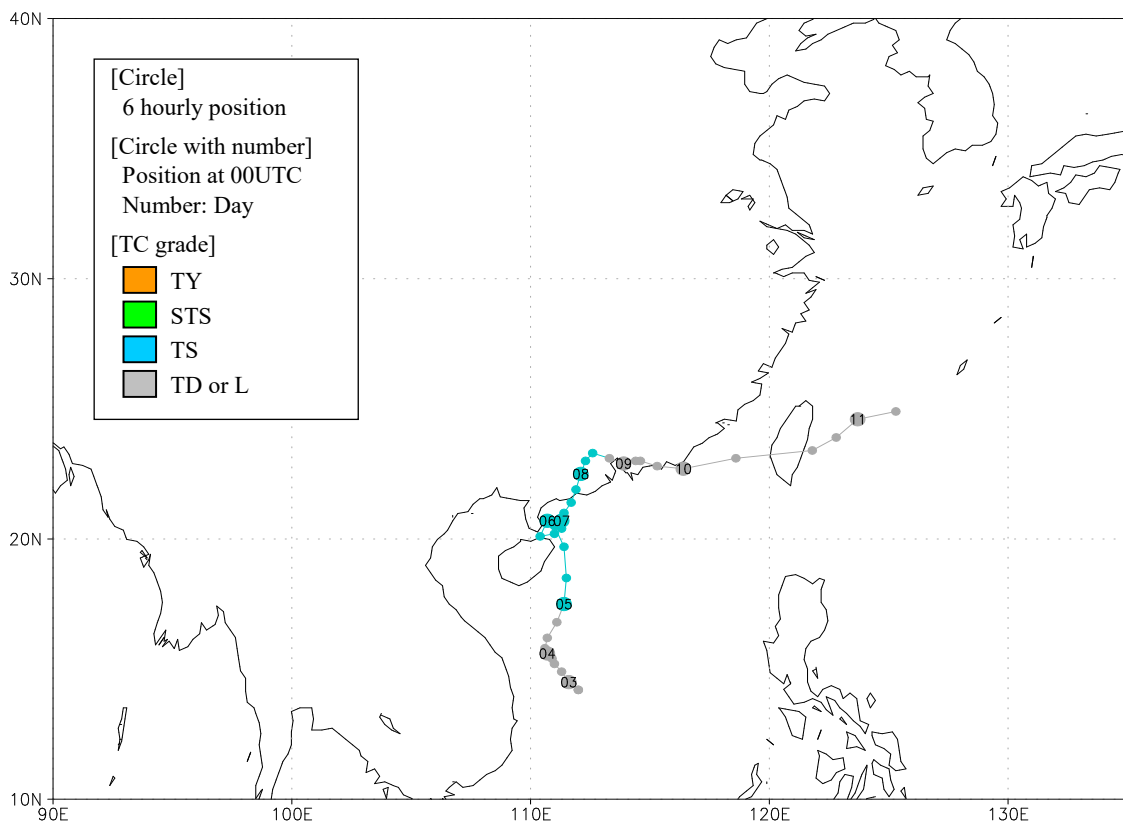 40N
[Circle]
6 hourly position
[Circle with number]
Position at 00UTC
Number: Day
[TC grade]
TY
STS
TS
TD or L
30N
11
09
10
08
06
07
20N
05
04
03
10N
90E
100E
110E
120E
130E